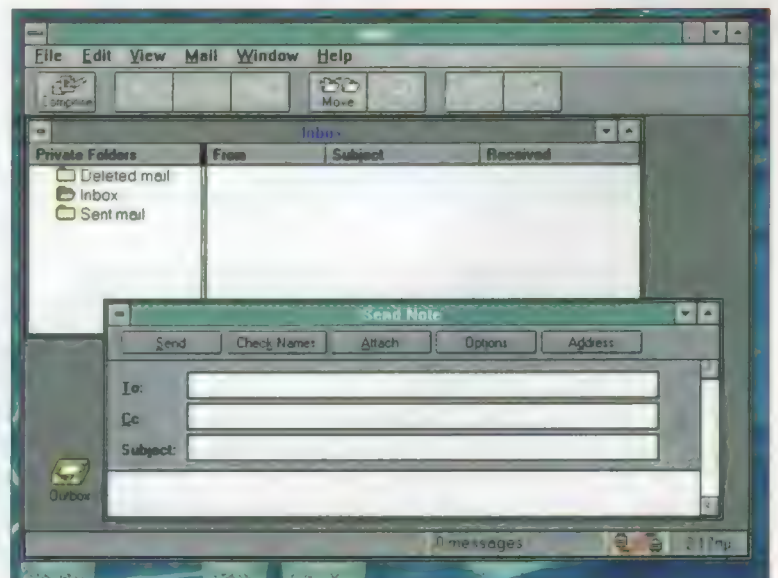 File Edit View Mail Window Help
Compose Move
Inbox
Private Folders From Subject Received
Deleted mail
Inbox
Sent mail
Send Note
Send Check Names Attach Options Address
To:
Cc
Subject:
Outbox
0 messages